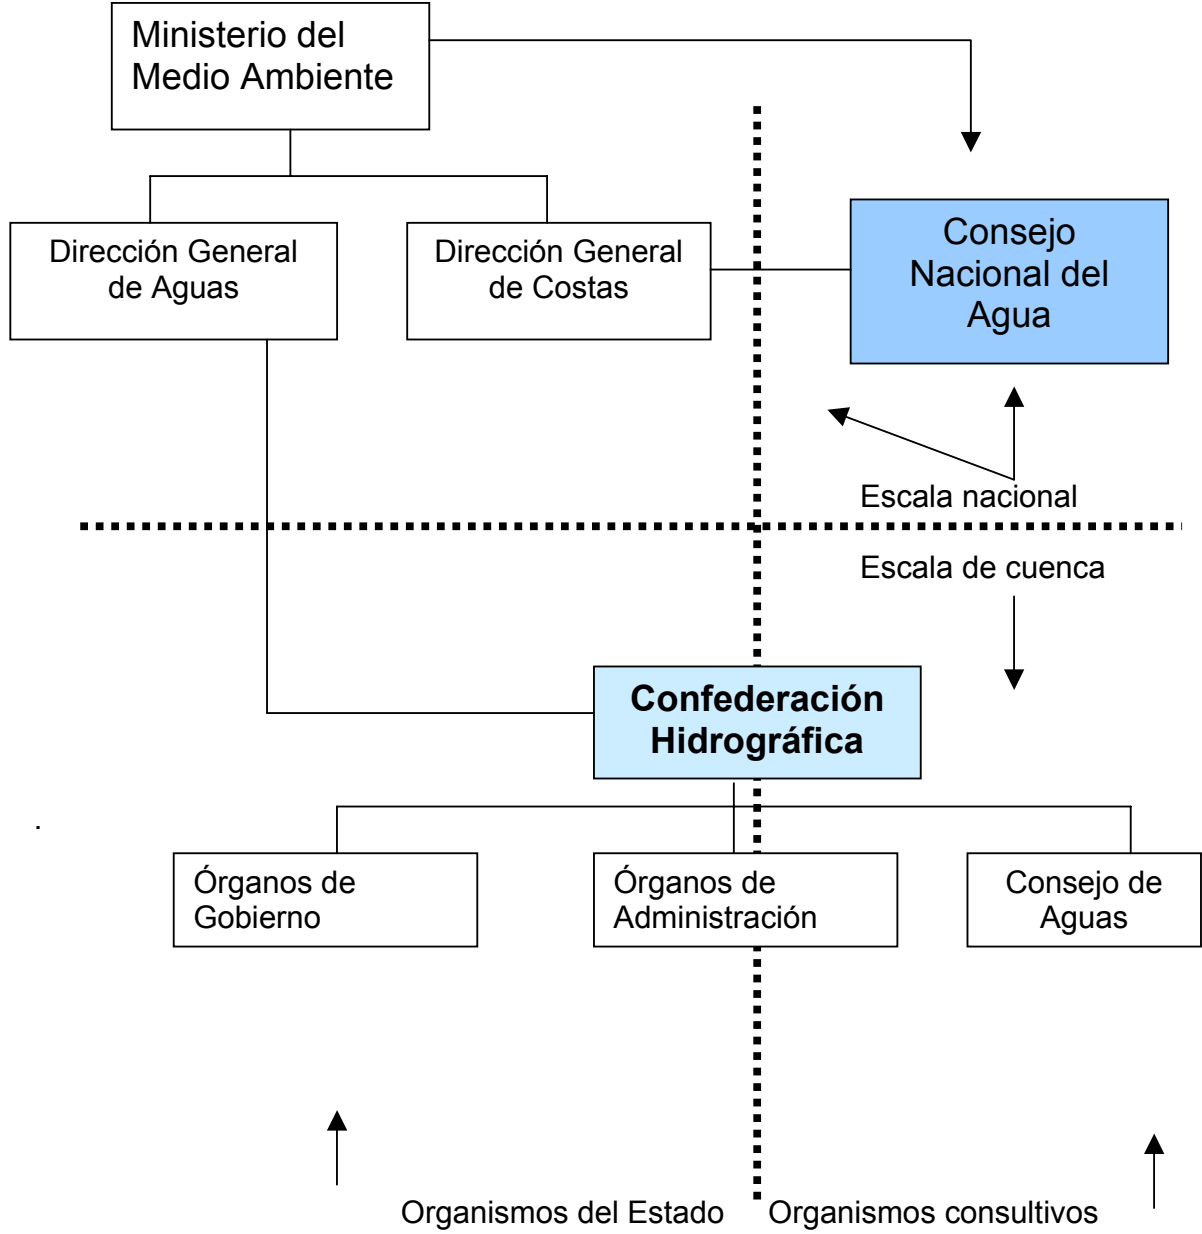 Ministerio del
Medio Ambiente
Dirección General
de Aguas
Dirección General
de Costas
Consejo
Nacional del
Agua
Escala nacional
Escala de cuenca
Confederación
Hidrográfica
.
Órganos de
Gobierno
Órganos de
Administración
Consejo de
Aguas
Organismos del Estado
Organismos consultivos